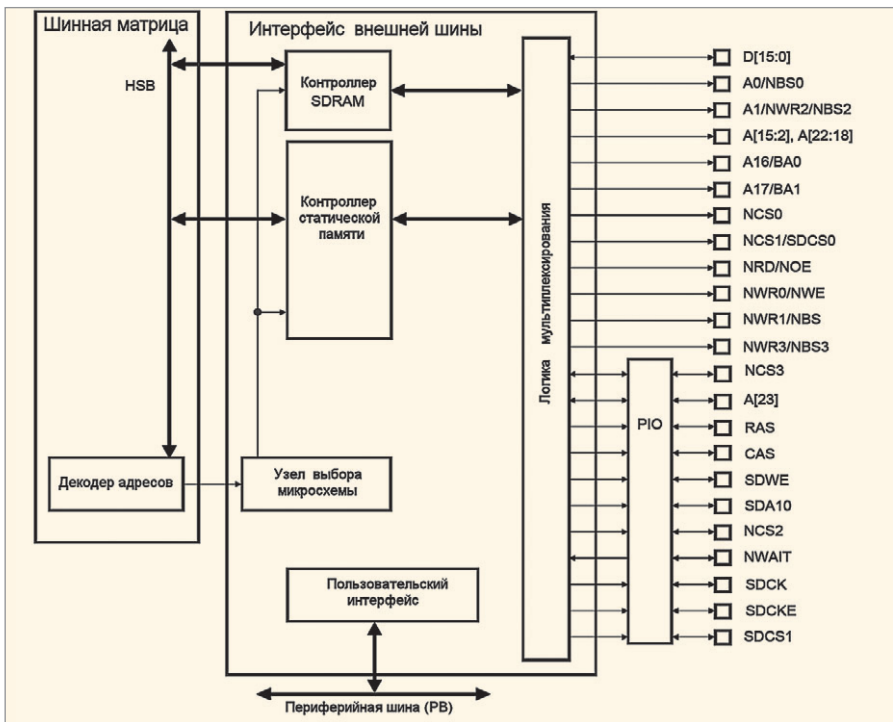 Шинная матрица
HSB
Декодер адресов
Интерфейс внешней шины
Контроллер
SDRAM
Контроллер
статической
памяти
Узел выбора
микросхемы
Пользовательский
интерфейс
Периферийная шина (PB)
Логика мультиплексирования
PIO
D[15:0]
A0/NBS0
A1/NWR2/NBS2
A[15:2], A[22:18]
A16/BA0
A17/BA1
NCS0
NCS1/SDCS0
NRD/NOE
NWR0/NWE
NWR1/NBS
NWR3/NBS3
NCS3
A[23]
RAS
CAS
SDWE
SDA10
NCS2
NWAIT
SDCK
SDCKE
SDCS1